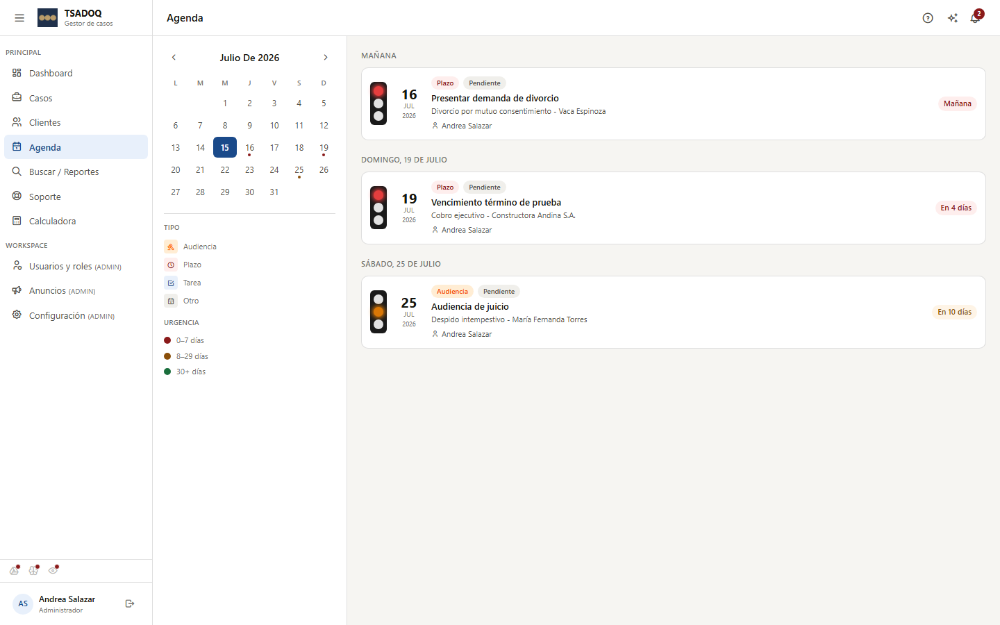 TSADOQ
Gestor de casos
Agenda
2
PRINCIPAL
Dashboard
Casos
Clientes
Agenda
Buscar / Reportes
Soporte
Calculadora
WORKSPACE
Usuarios y roles (ADMIN)
Anuncios (ADMIN)
Configuración (ADMIN)
AS
Andrea Salazar
Administrador
Julio De 2026
L M M J V S D
1 2 3 4 5
6 7 8 9 10 11 12
13 14 15 16 17 18 19
20 21 22 23 24 25 26
27 28 29 30 31
TIPO
Audiencia
Plazo
Tarea
Otro
URGENCIA
0–7 días
8–29 días
30+ días
MAÑANA
16
JUL
2026
Plazo Pendiente
Presentar demanda de divorcio
Divorcio por mutuo consentimiento - Vaca Espinoza
Andrea Salazar
Mañana
DOMINGO, 19 DE JULIO
19
JUL
2026
Plazo Pendiente
Vencimiento término de prueba
Cobro ejecutivo - Constructora Andina S.A.
Andrea Salazar
En 4 días
SÁBADO, 25 DE JULIO
25
JUL
2026
Audiencia Pendiente
Audiencia de juicio
Despido intempestivo - María Fernanda Torres
Andrea Salazar
En 10 días